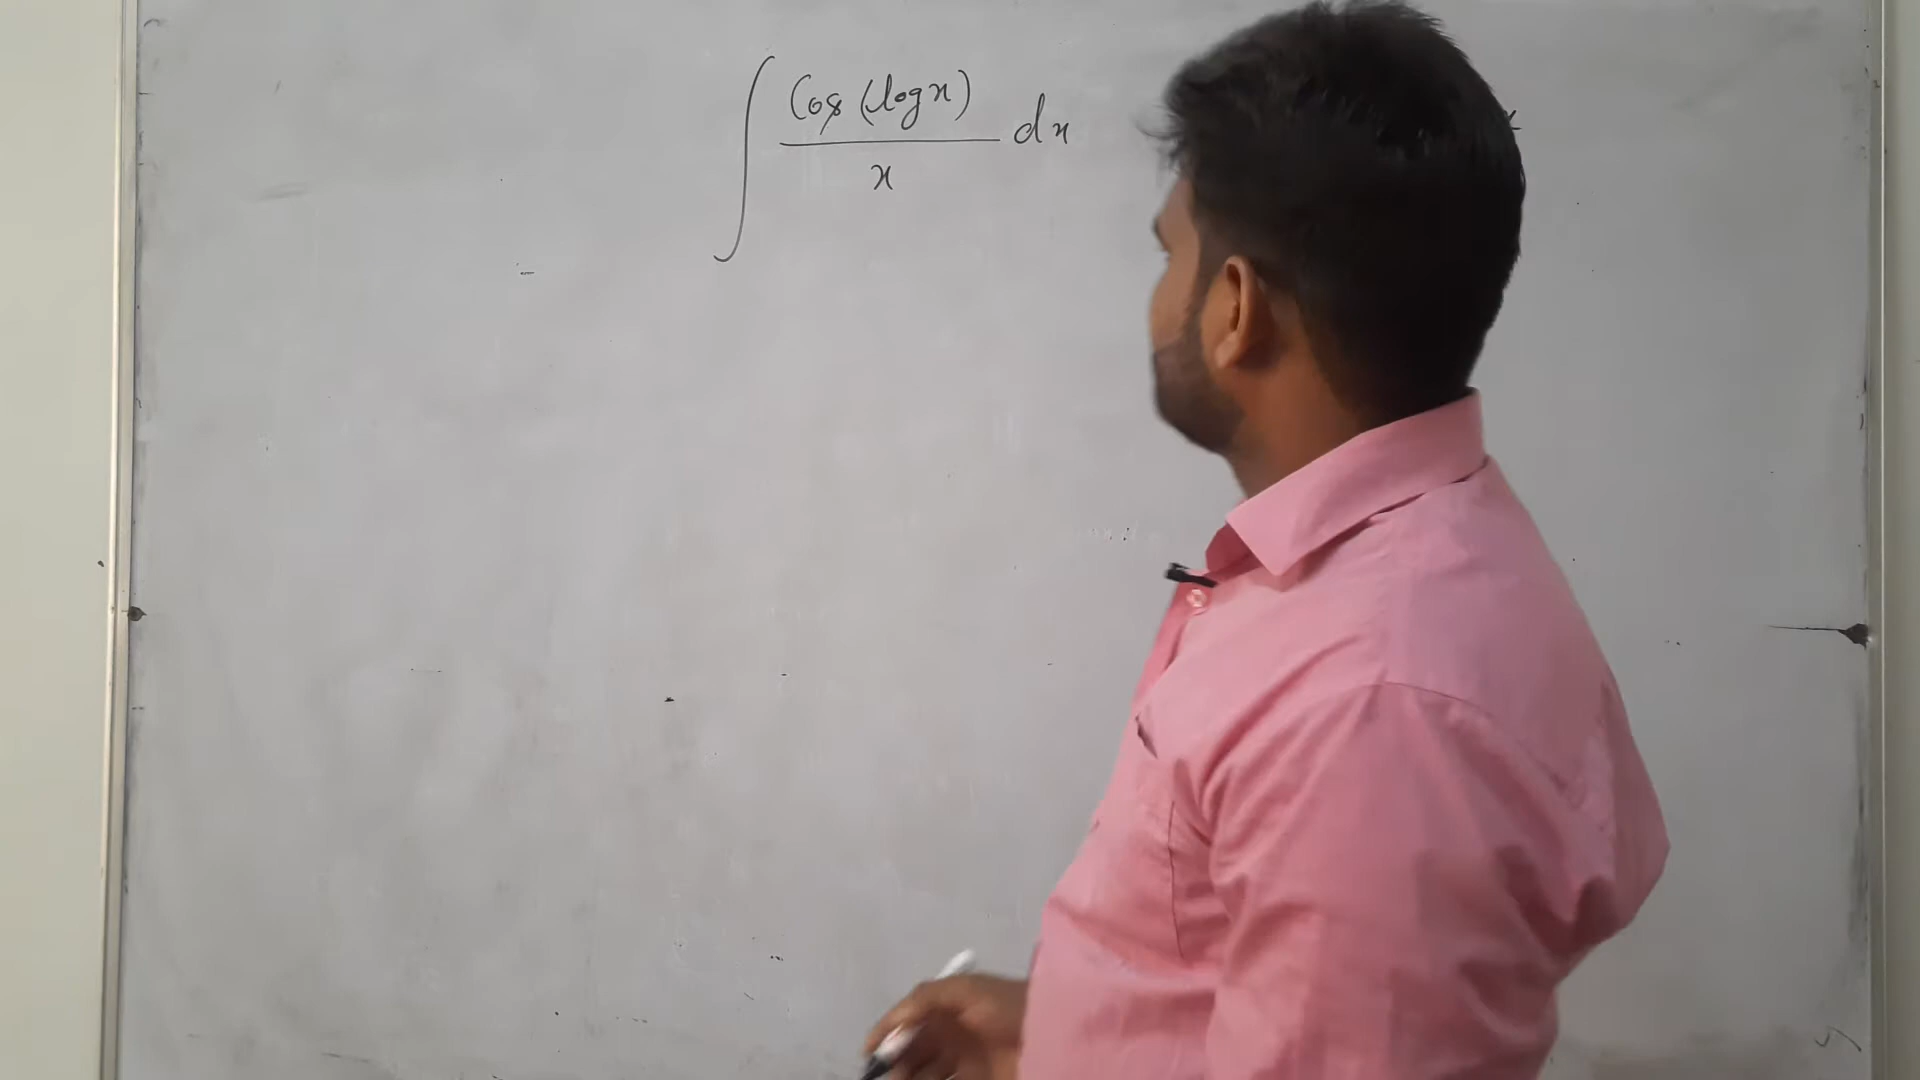 ∫ Cos (log x) / x dx